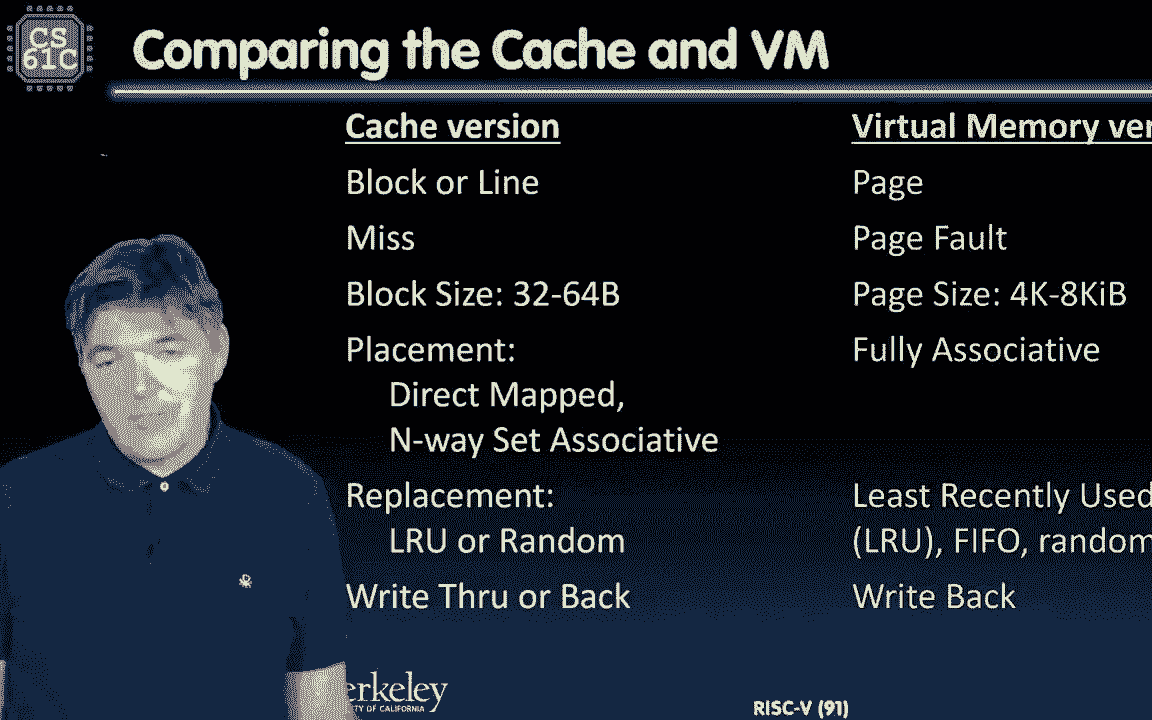 CS
61C
Comparing the Cache and VM
Cache version
Virtual Memory ver
Block or Line
Page
Miss
Page Fault
Block Size: 32-64B
Page Size: 4K-8KiB
Placement:
Fully Associative
Direct Mapped,
N-way Set Associative
Replacement:
Least Recently Used
LRU or Random
(LRU), FIFO, random
Write Thru or Back
Write Back
erkeley
TY OF CALIFORNIA
RISC-V (91)